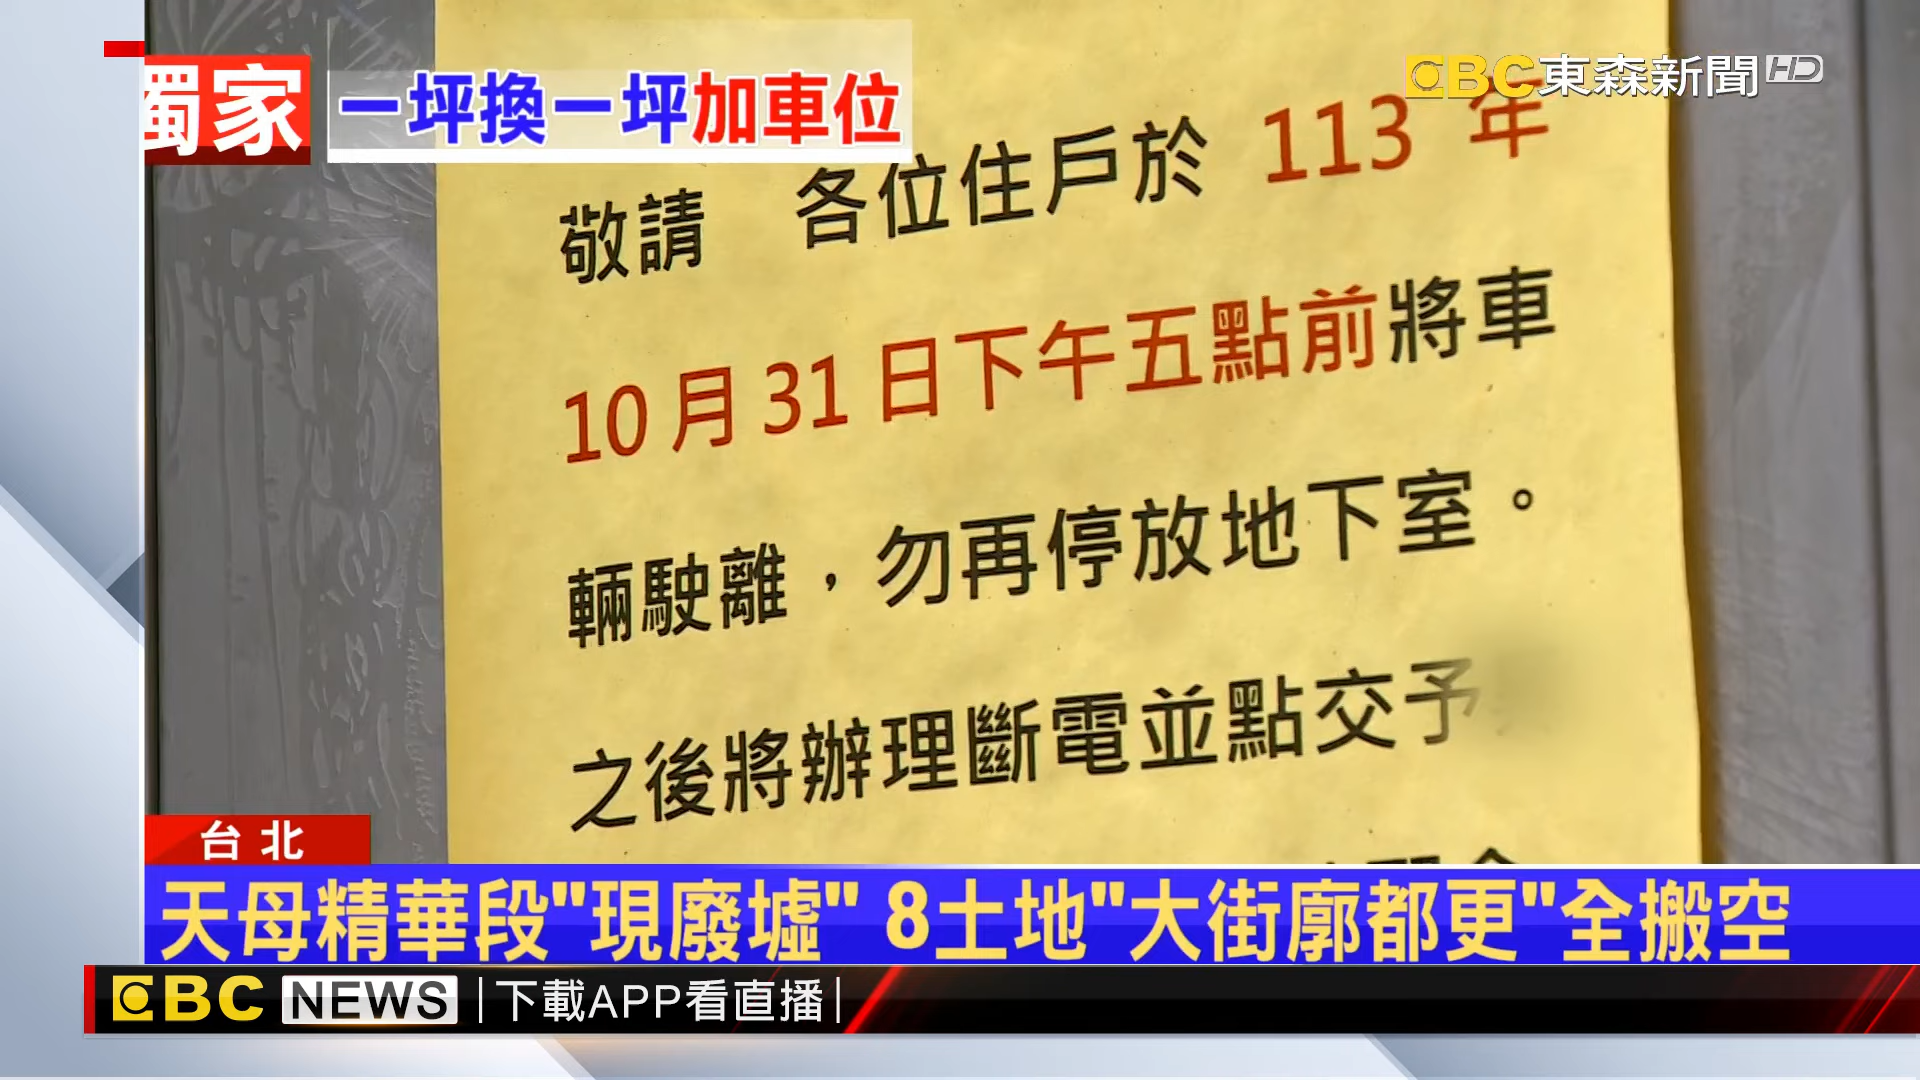 獨家
一坪換一坪加車位
EBC東森新聞HD
敬請 各位住戶於 113 年
10月31日下午五點前將車
輛駛離，勿再停放地下室。
之後將辦理斷電並點交予
台北
天母精華段"現廢墟" 8土地"大街廓都更"全搬空
EBC NEWS 下載APP看直播